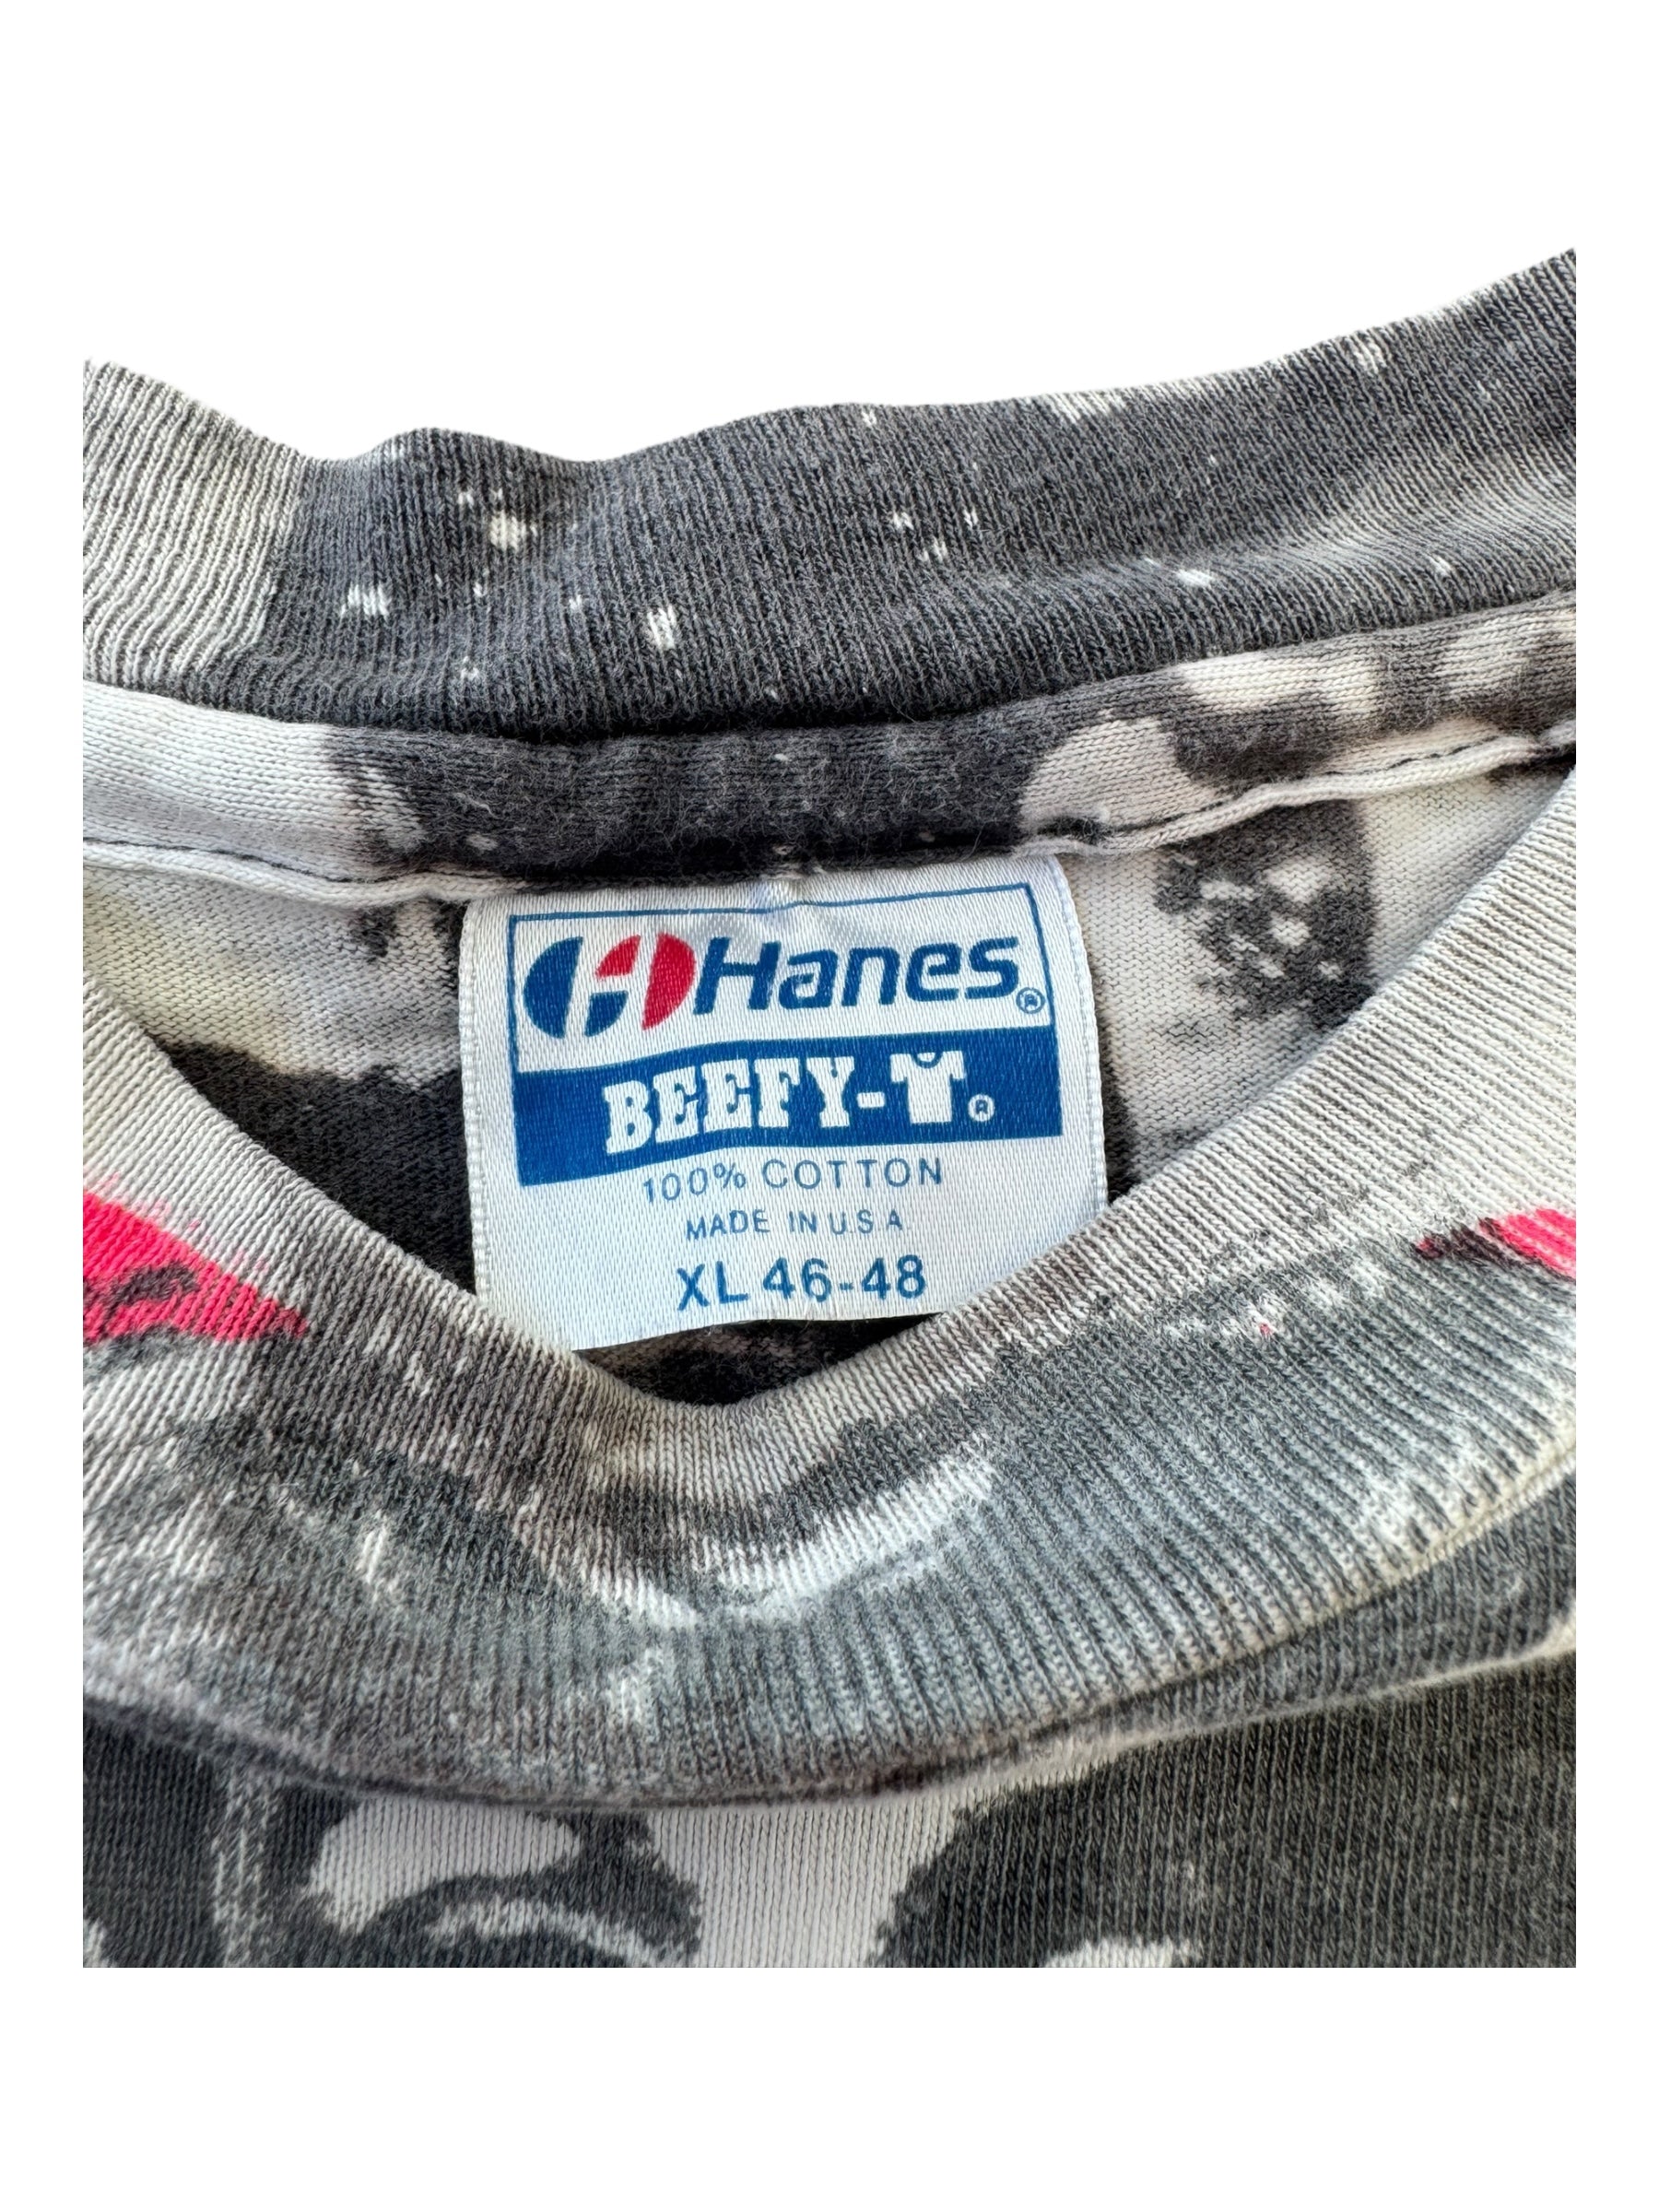 Hanes®
BEEFY-T®
100% COTTON
MADE IN U.S.A.
XL 46-48